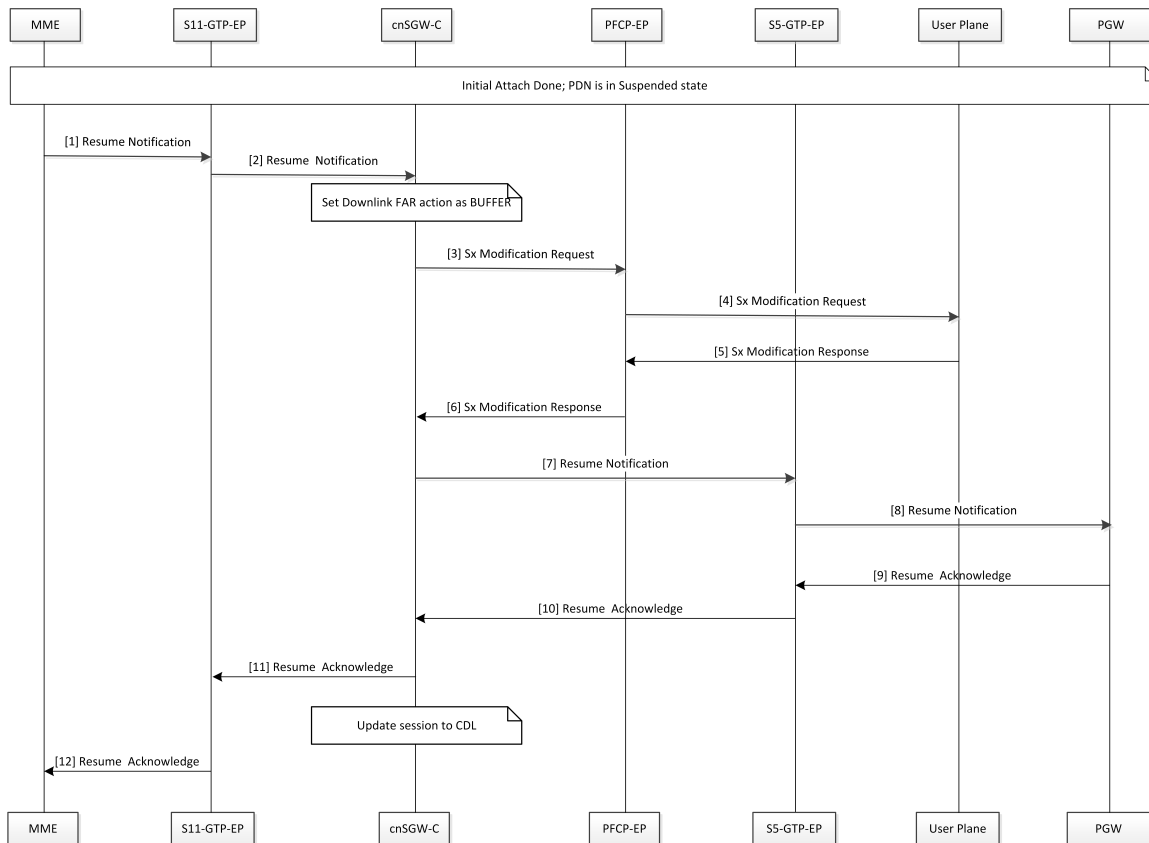 MME
S11-GTP-EP
cnSGW-C
PFCP-EP
S5-GTP-EP
User Plane
PGW
Initial Attach Done; PDN is in Suspended state
[1] Resume Notification
[2] Resume  Notification
Set Downlink FAR action as BUFFER
[3] Sx Modification Request
[4] Sx Modification Request
[5] Sx Modification Response
[6] Sx Modification Response
[7] Resume Notification
[8] Resume Notification
[9] Resume  Acknowledge
[10] Resume  Acknowledge
[11] Resume  Acknowledge
Update session to CDL
[12] Resume  Acknowledge
MME
S11-GTP-EP
cnSGW-C
PFCP-EP
S5-GTP-EP
User Plane
PGW